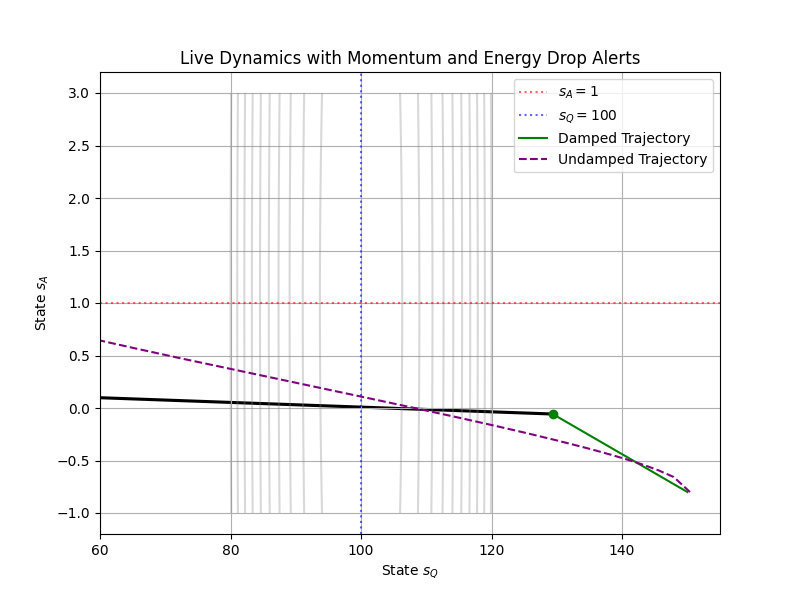 Live Dynamics with Momentum and Energy Drop Alerts
3.0
2.5
2.0
1.5
1.0
0.5
0.0
−0.5
−1.0
State s_A
s_A = 1
s_Q = 100
Damped Trajectory
Undamped Trajectory
60 80 100 120 140
State s_Q